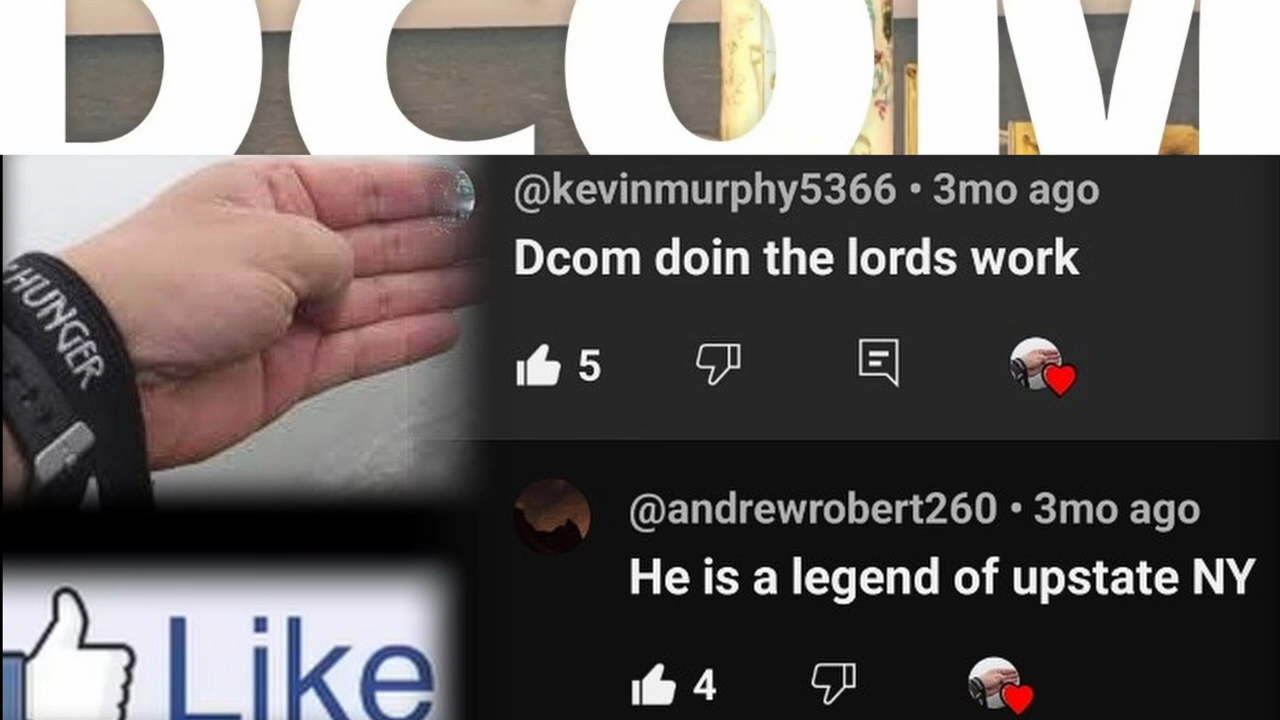 DCOM
HUNGER
@kevinmurphy5366 • 3mo ago
Dcom doin the lords work
5
@andrewrobert260 • 3mo ago
He is a legend of upstate NY
4
Like